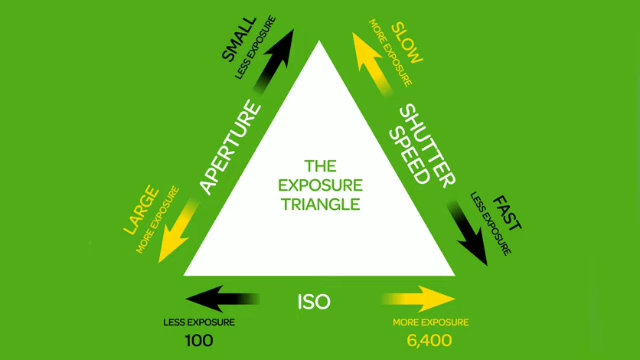 SMALL
LESS EXPOSURE
SLOW
MORE EXPOSURE
APERTURE
SHUTTER
SPEED
THE
EXPOSURE
TRIANGLE
LARGE
MORE EXPOSURE
FAST
LESS EXPOSURE
ISO
LESS EXPOSURE
100
MORE EXPOSURE
6,400